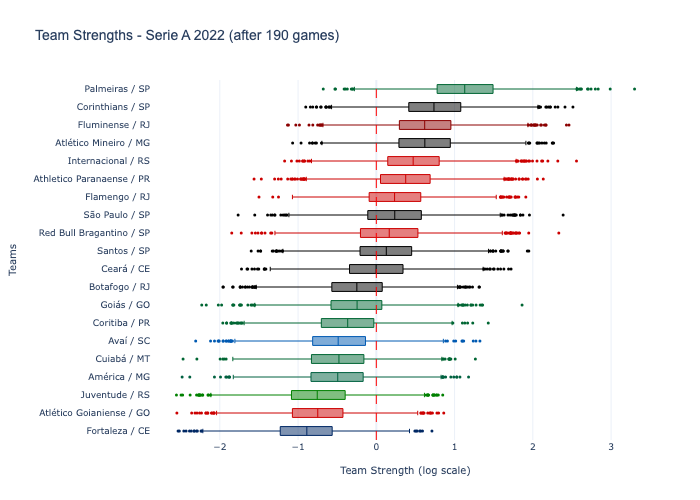 Team Strengths - Serie A 2022 (after 190 games)
Palmeiras / SP
Corinthians / SP
Fluminense / RJ
Atlético Mineiro / MG
Internacional / RS
Athletico Paranaense / PR
Flamengo / RJ
São Paulo / SP
Red Bull Bragantino / SP
Santos / SP
Ceará / CE
Botafogo / RJ
Goiás / GO
Coritiba / PR
Avaí / SC
Cuiabá / MT
América / MG
Juventude / RS
Atlético Goianiense / GO
Fortaleza / CE
Teams
−2 −1 0 1 2 3
Team Strength (log scale)